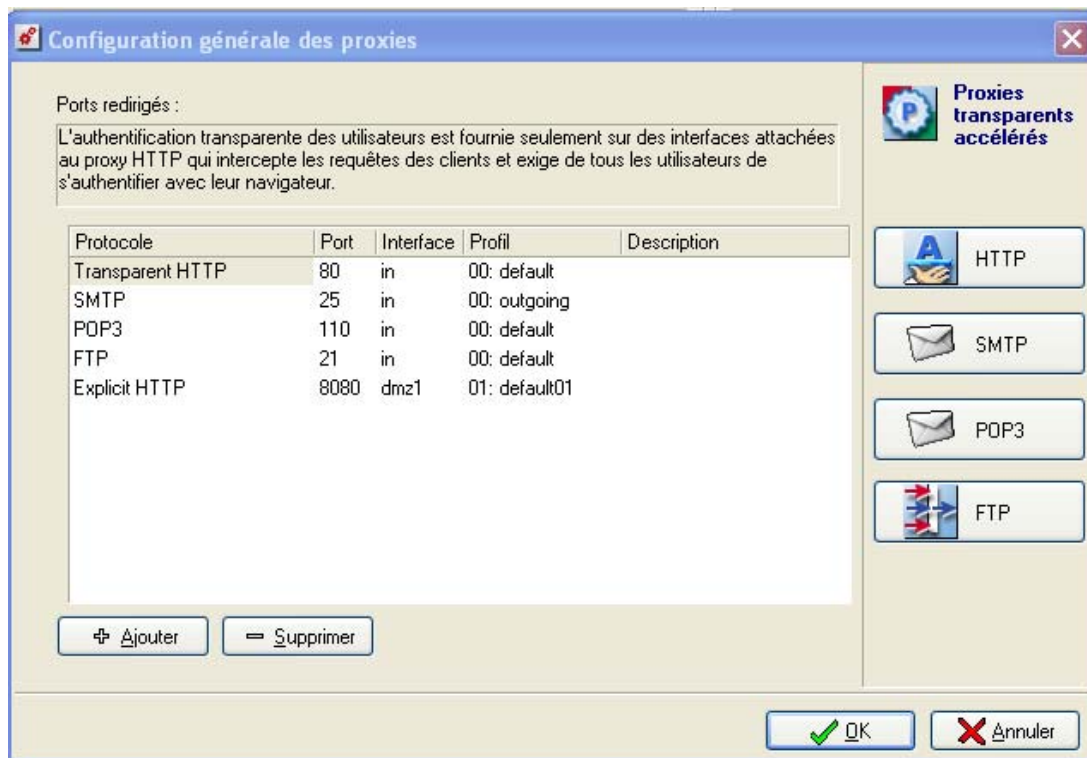 Configuration générale des proxies
Ports redirigés :
L'authentification transparente des utilisateurs est fournie seulement sur des interfaces attachées
au proxy HTTP qui intercepte les requêtes des clients et exige de tous les utilisateurs de
s'authentifier avec leur navigateur.
Protocole Port Interface Profil Description
Transparent HTTP 80 in 00: default
SMTP 25 in 00: outgoing
POP3 110 in 00: default
FTP 21 in 00: default
Explicit HTTP 8080 dmz1 01: default01
Ajouter Supprimer
P
Proxies
transparents
accélérés
A
HTTP
SMTP
POP3
FTP
OK Annuler